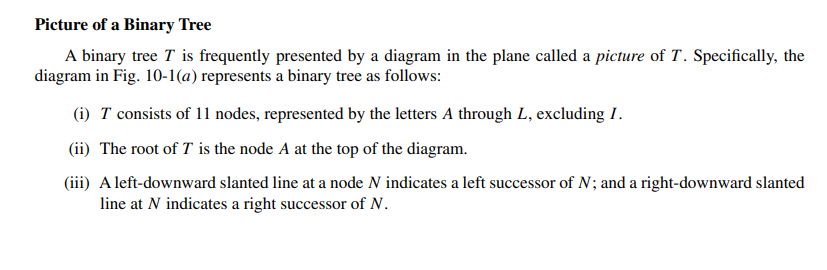 Picture of a Binary Tree
A binary tree T is frequently presented by a diagram in the plane called a picture of T. Specifically, the
diagram in Fig. 10-1(a) represents a binary tree as follows:
(i) T consists of 11 nodes, represented by the letters A through L, excluding I.
(ii) The root of T is the node A at the top of the diagram.
(iii) A left-downward slanted line at a node N indicates a left successor of N; and a right-downward slanted
line at N indicates a right successor of N.